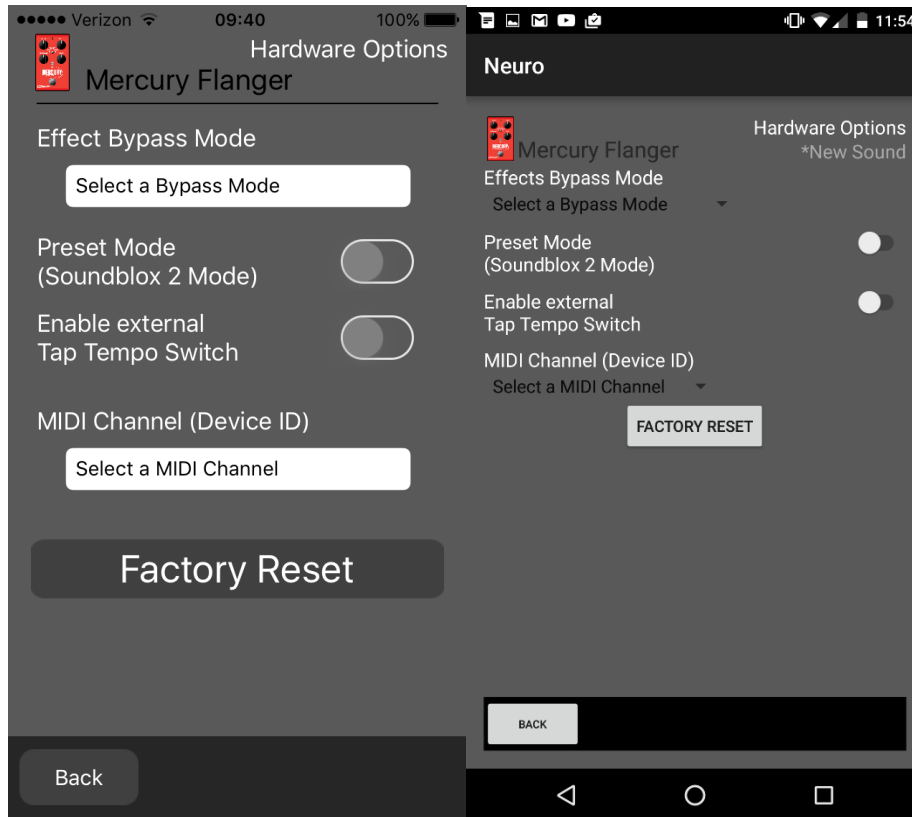 Verizon 09:40 100%
Hardware Options
Mercury Flanger
Effect Bypass Mode
Select a Bypass Mode
Preset Mode
(Soundblox 2 Mode)
Enable external
Tap Tempo Switch
MIDI Channel (Device ID)
Select a MIDI Channel
Factory Reset
Back
11:54
Neuro
Hardware Options
*New Sound
Mercury Flanger
Effects Bypass Mode
Select a Bypass Mode
Preset Mode
(Soundblox 2 Mode)
Enable external
Tap Tempo Switch
MIDI Channel (Device ID)
Select a MIDI Channel
FACTORY RESET
BACK